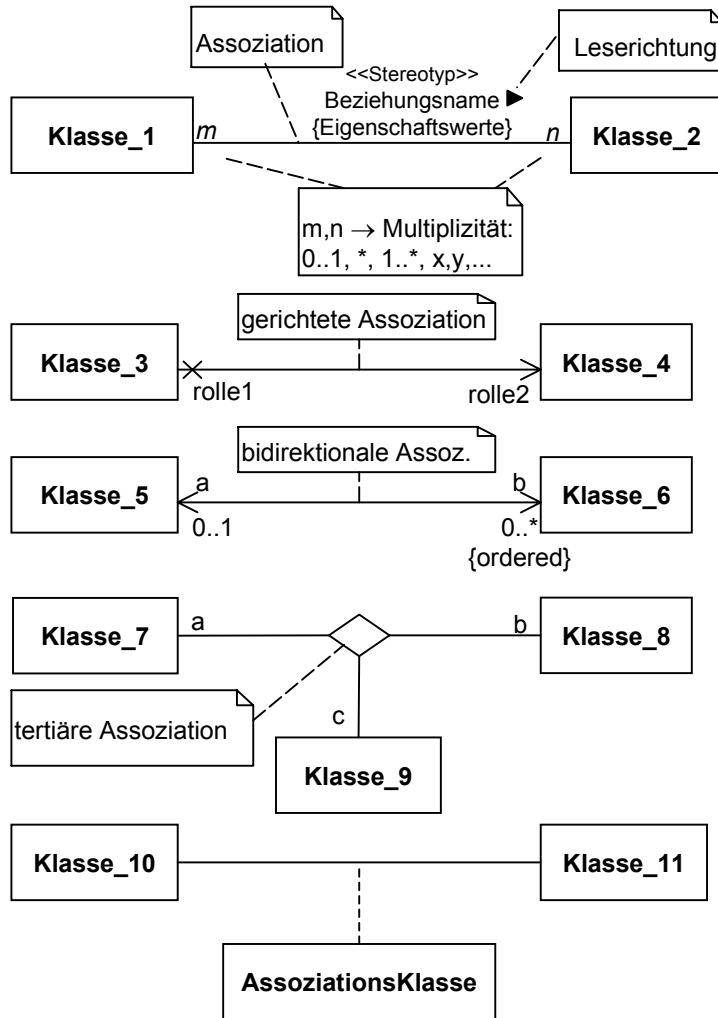 Assoziation
Leserichtung
<<Stereotyp>>
Beziehungsname
{Eigenschaftswerte}
Klasse_1
m
n
Klasse_2
m,n → Multiplizität:
0..1, *, 1..*, x,y,...
gerichtete Assoziation
Klasse_3
rolle1
rolle2
Klasse_4
bidirektionale Assoz.
Klasse_5
a
b
Klasse_6
0..1
0..*
{ordered}
Klasse_7
a
b
Klasse_8
tertiäre Assoziation
c
Klasse_9
Klasse_10
Klasse_11
AssoziationsKlasse